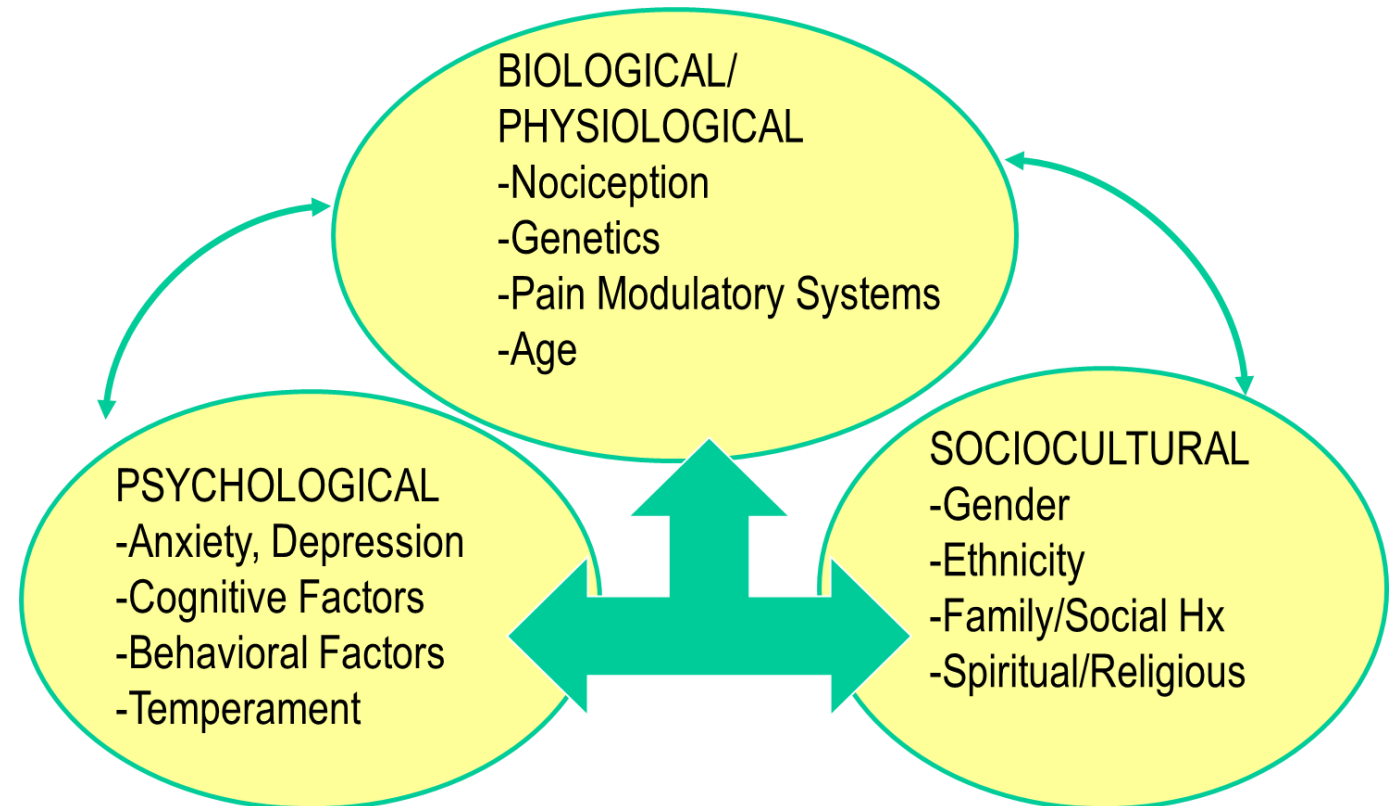 BIOLOGICAL/
PHYSIOLOGICAL
-Nociception
-Genetics
-Pain Modulatory Systems
-Age
PSYCHOLOGICAL
-Anxiety, Depression
-Cognitive Factors
-Behavioral Factors
-Temperament
SOCIOCULTURAL
-Gender
-Ethnicity
-Family/Social Hx
-Spiritual/Religious